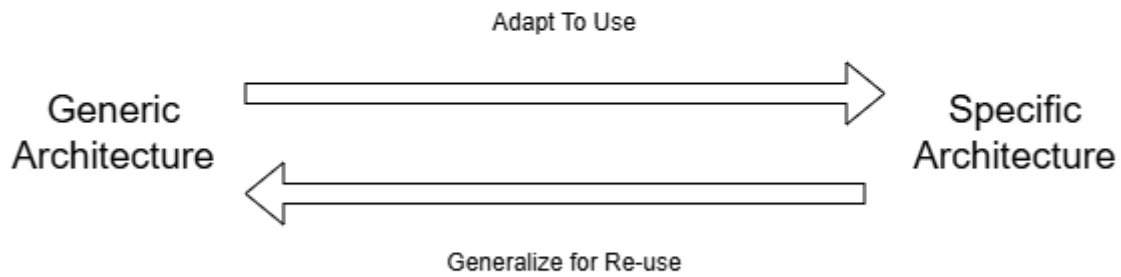 Adapt To Use
Generic
Architecture
Specific
Architecture
Generalize for Re-use